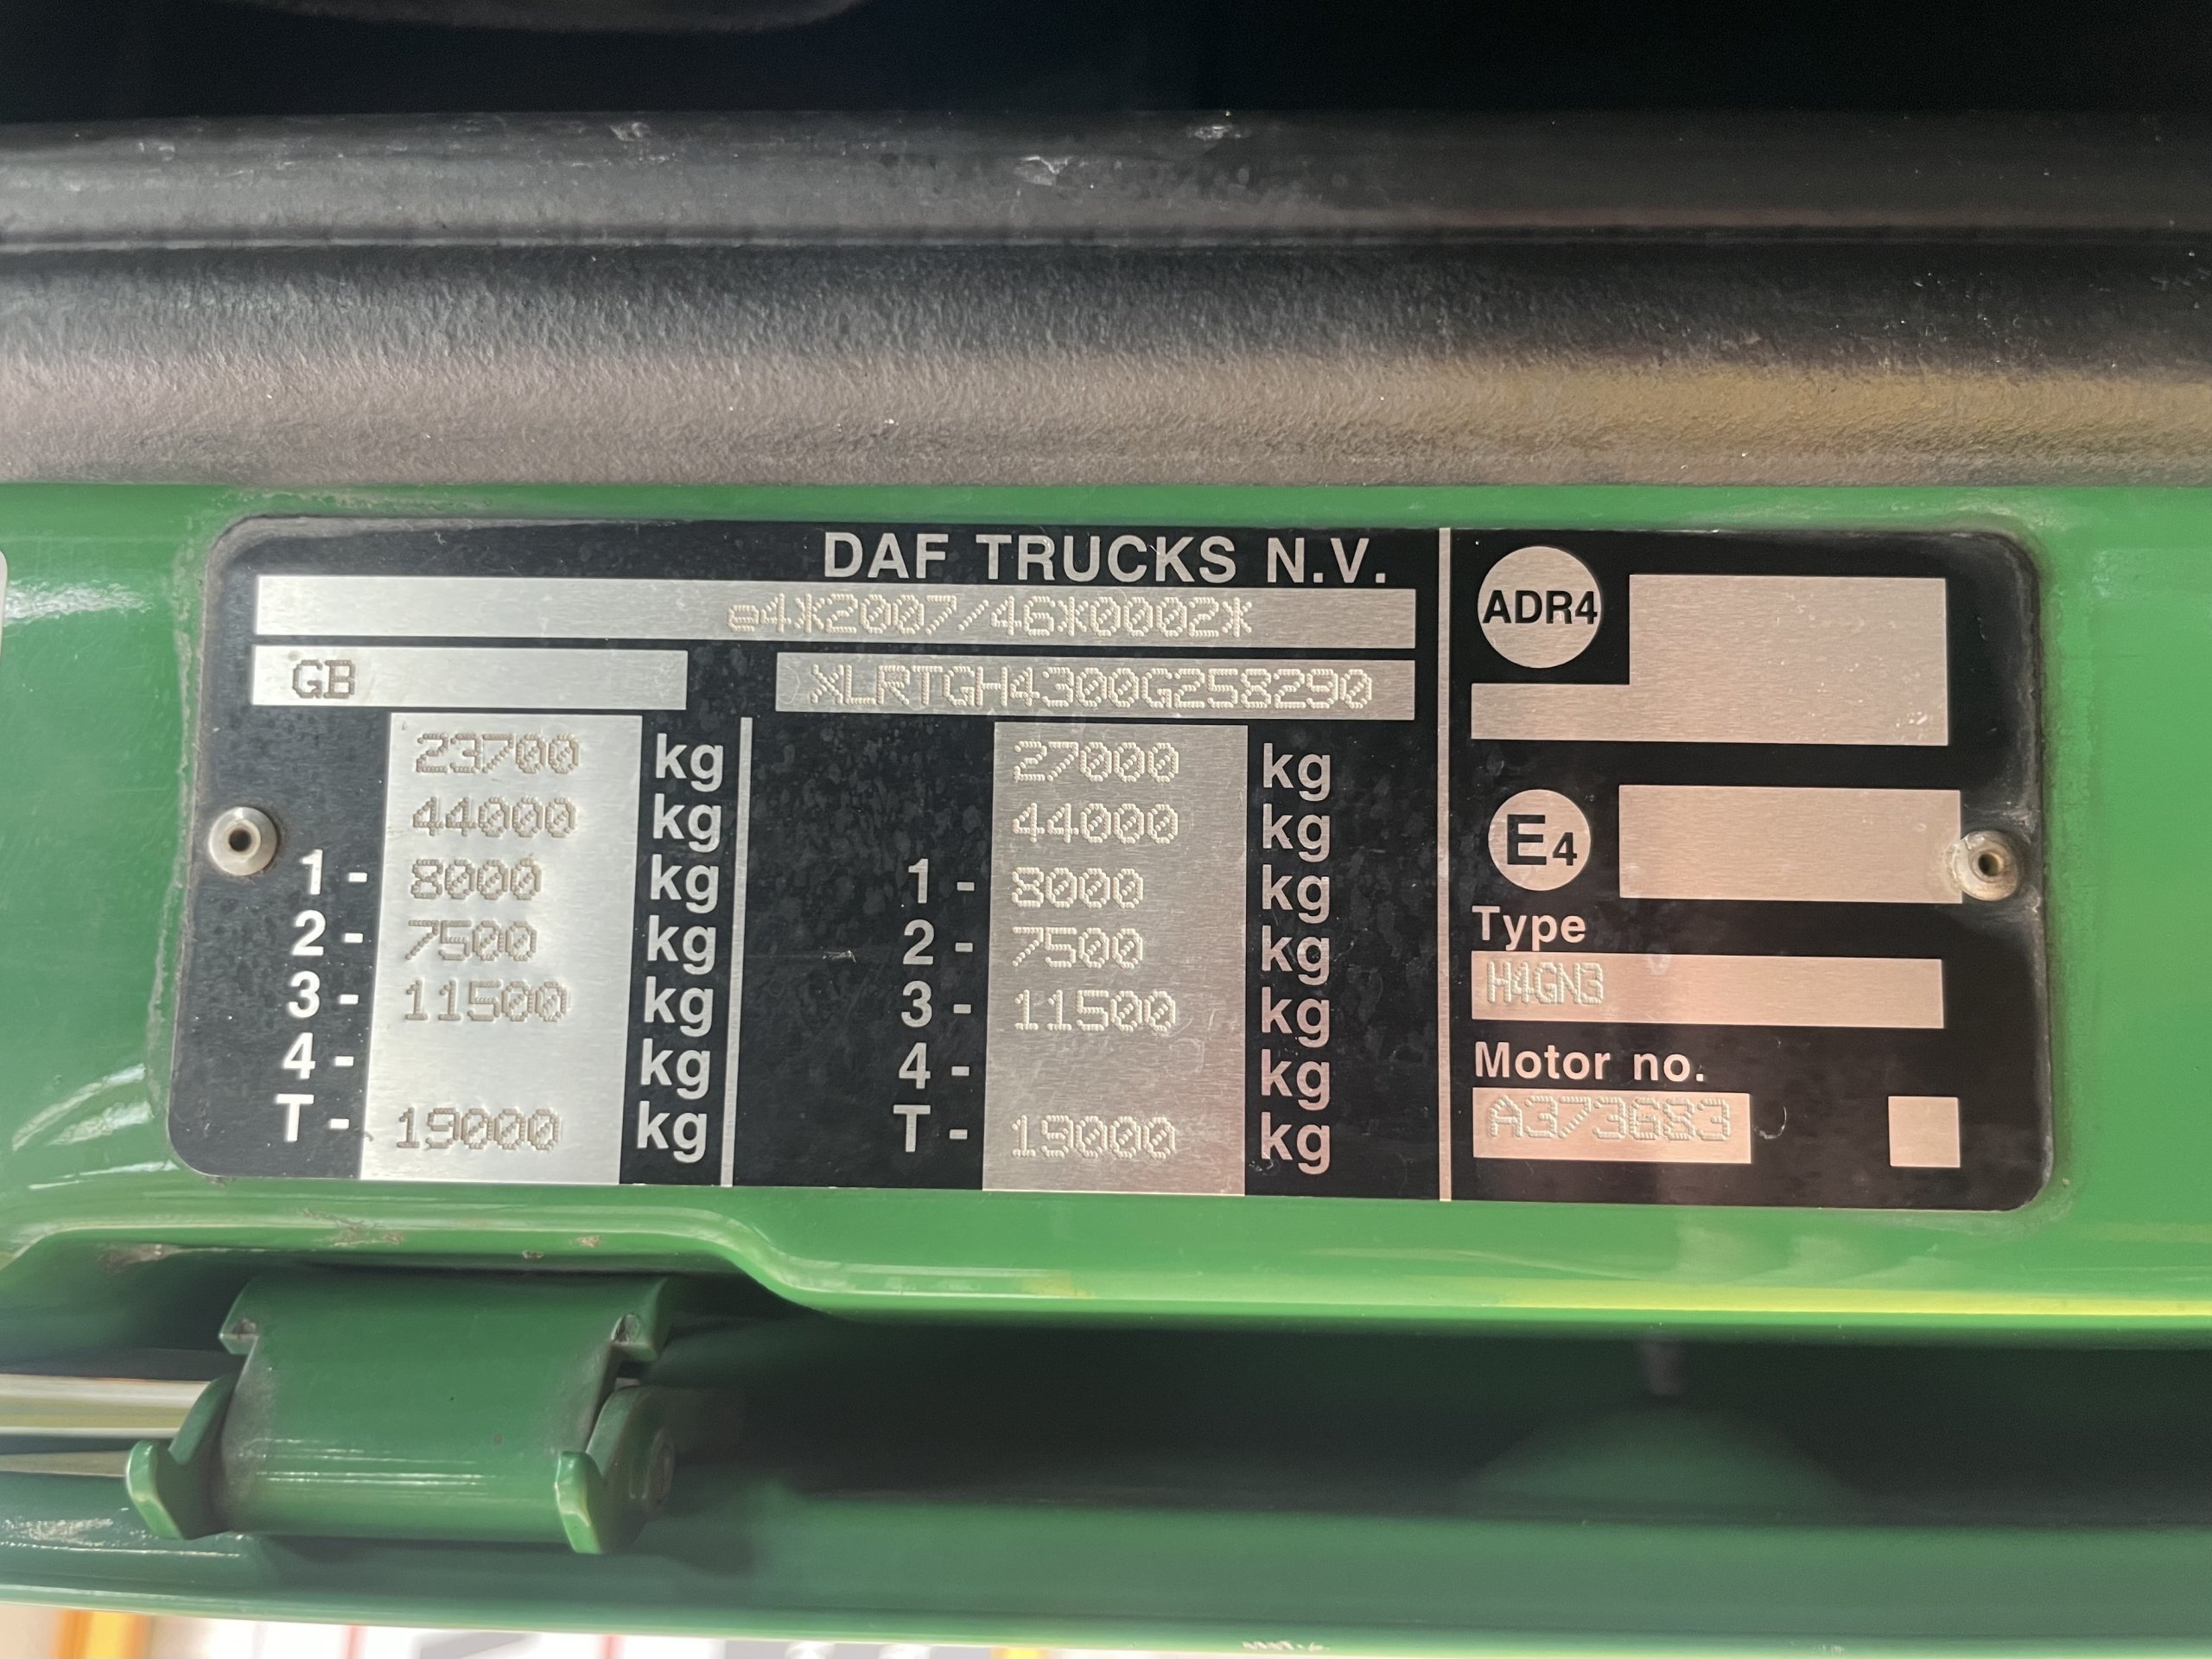 DAF TRUCKS N.V.
e4*2007/46*0002*
GB
XLRTGH4300G258290
23700 kg
44000 kg
1- 8000 kg
2- 7500 kg
3- 11500 kg
4- kg
T- 19000 kg
27000 kg
44000 kg
1- 8000 kg
2- 7500 kg
3- 11500 kg
4- kg
T- 19000 kg
ADR4
E4
Type
H4GN3
Motor no.
A373683